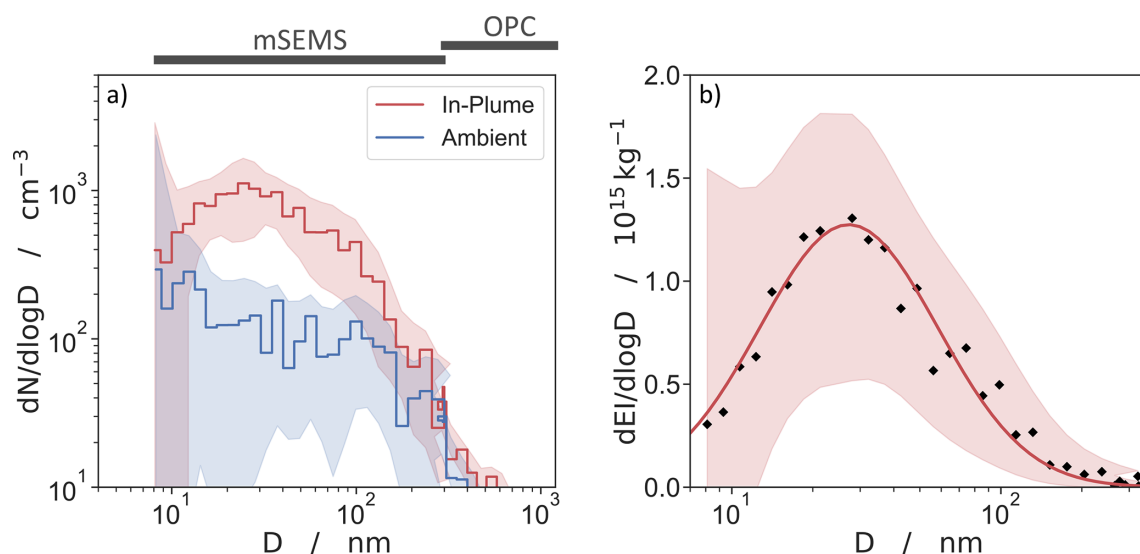 mSEMS
OPC
a)
In-Plume
Ambient
dN/dlogD / cm⁻³
10³
10²
10¹
10¹
10²
10³
D / nm
b)
dEI/dlogD / 10¹⁵ kg⁻¹
2.0
1.5
1.0
0.5
0.0
10¹
10²
D / nm